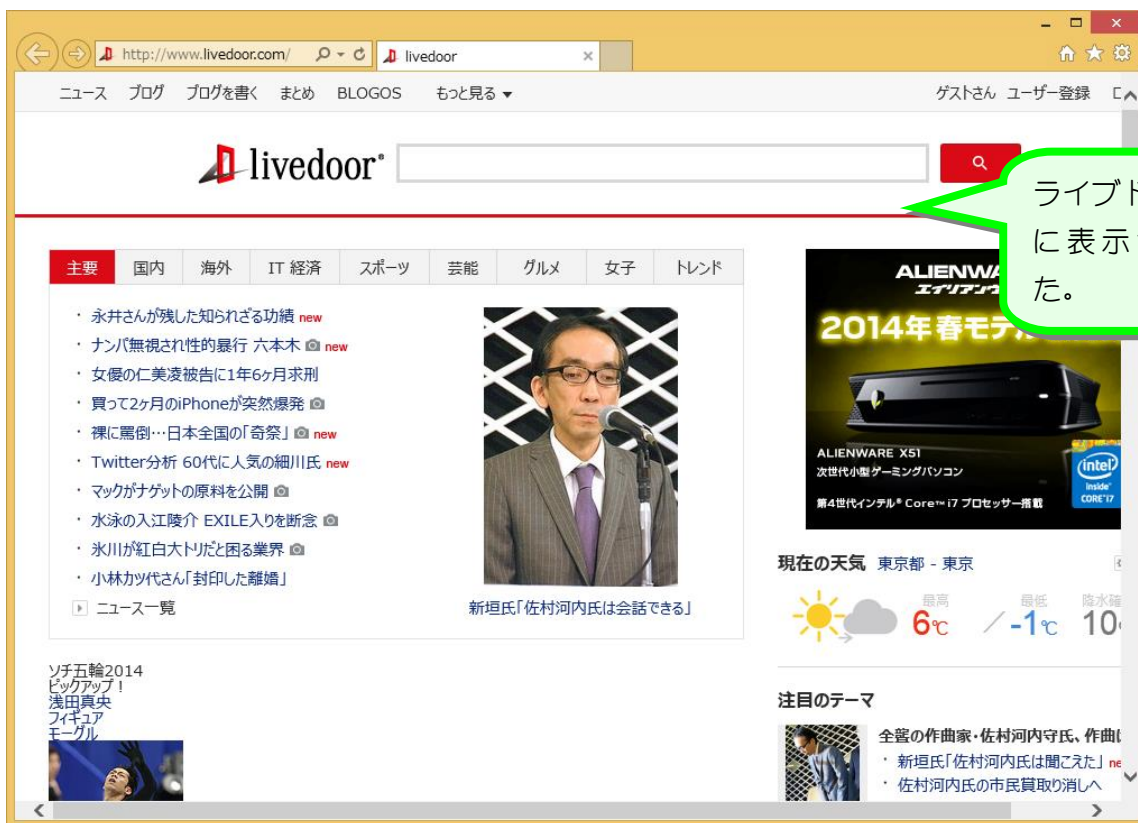 http://www.livedoor.com/
livedoor
ニュース ブログ ブログを書く まとめ BLOGOS もっと見る ▼
ゲストさん ユーザー登録
livedoor
ライブド
に表示
た。
主要 国内 海外 IT 経済 スポーツ 芸能 グルメ 女子 トレンド
・ 永井さんが残した知られざる功績 new
・ ナンパ無視され性的暴行 六本木 new
・ 女優の仁美凌被告に1年6ヶ月求刑
・ 買って2ヶ月のiPhoneが突然爆発
・ 裸に罵倒…日本全国の「奇祭」 new
・ Twitter分析 60代に人気の細川氏 new
・ マックがナゲットの原料を公開
・ 水泳の入江陵介 EXILE入りを断念
・ 氷川が紅白大トリだと困る業界
・ 小林カツ代さん「封印した離婚」
ニュース一覧
新垣氏「佐村河内氏は会話できる」
ALIENWA
エイリアンウ
2014年 春モデル
ALIENWARE X51
次世代小型ゲーミングパソコン
第4世代インテル® Core™ i7 プロセッサー搭載
intel
inside
CORE i7
現在の天気 東京都 - 東京
最高 最低 降水確
6℃ / -1℃ 10
ソチ五輪2014
ピックアップ！
浅田真央
フィギュア
モーグル
注目のテーマ
全聾の作曲家・佐村河内守氏、作曲
・ 新垣氏「佐村河内氏は聞こえた」 ne
・ 佐村河内氏の市民賞取り消しへ